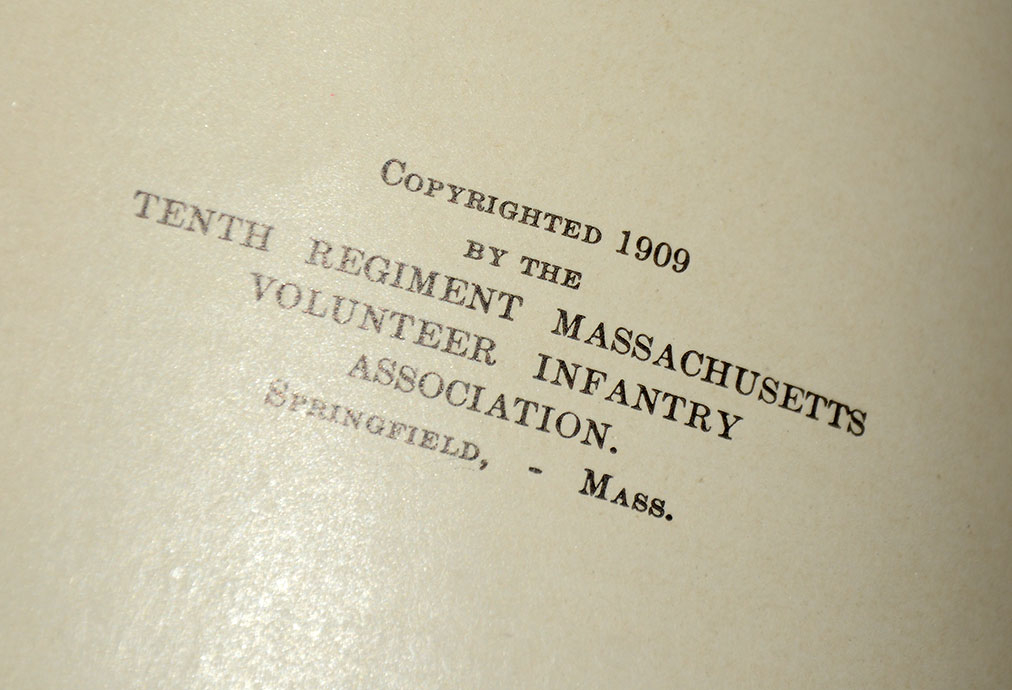 Copyrighted 1909
by the
TENTH REGIMENT MASSACHUSETTS
VOLUNTEER INFANTRY
ASSOCIATION.
Springfield, - Mass.